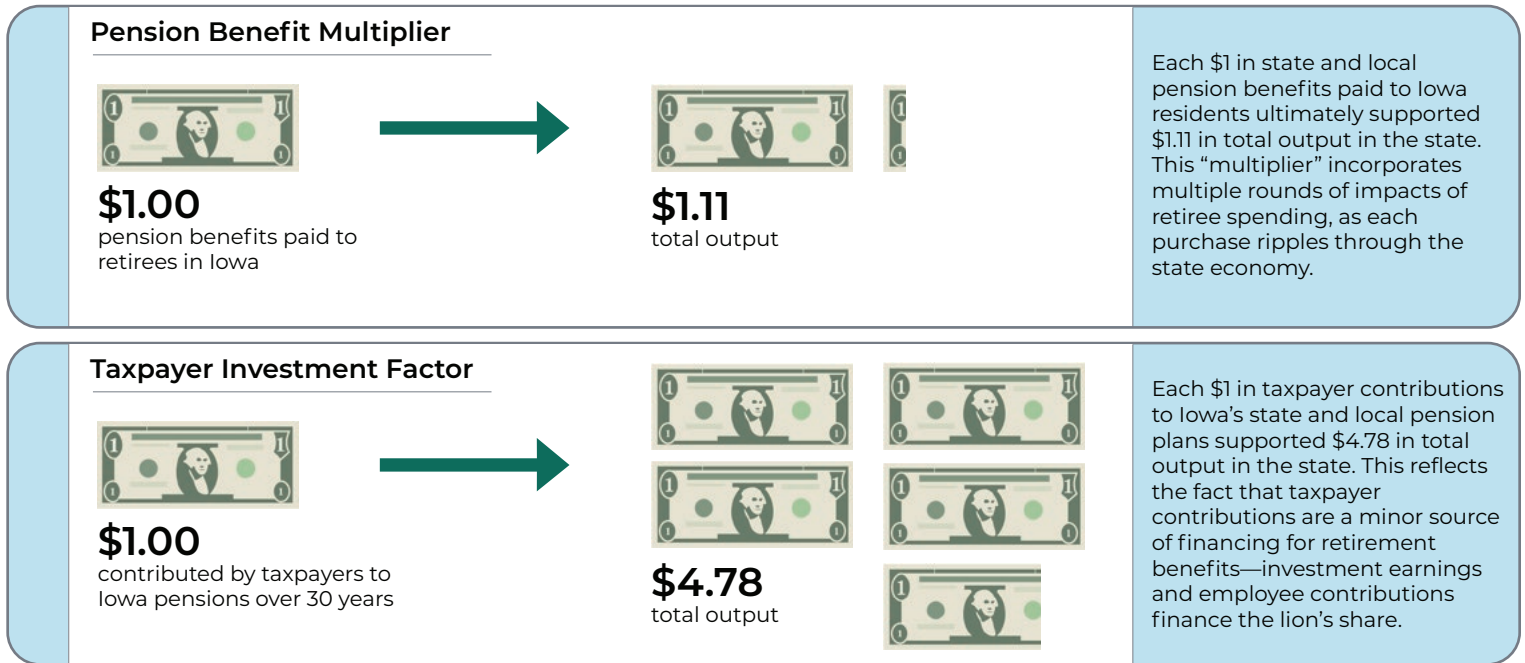 Pension Benefit Multiplier
$1.00
pension benefits paid to
retirees in Iowa
$1.11
total output
Each $1 in state and local
pension benefits paid to Iowa
residents ultimately supported
$1.11 in total output in the state.
This “multiplier” incorporates
multiple rounds of impacts of
retiree spending, as each
purchase ripples through the
state economy.
Taxpayer Investment Factor
$1.00
contributed by taxpayers to
Iowa pensions over 30 years
$4.78
total output
Each $1 in taxpayer contributions
to Iowa’s state and local pension
plans supported $4.78 in total
output in the state. This reflects
the fact that taxpayer
contributions are a minor source
of financing for retirement
benefits—investment earnings
and employee contributions
finance the lion’s share.